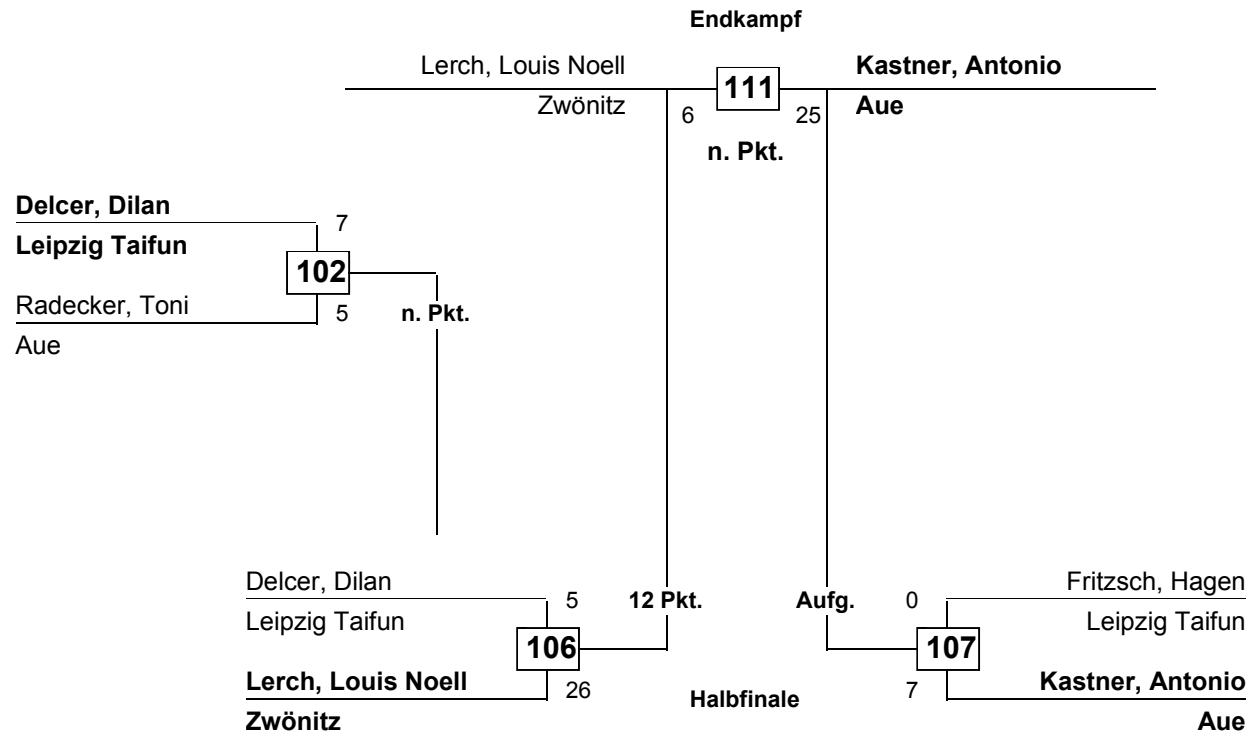 Endkampf
Lerch, Louis Noell 111 Kastner, Antonio
Zwönitz 6 25 Aue
n. Pkt.
Delcer, Dilan 7
Leipzig Taifun
102
Radecker, Toni 5 n. Pkt.
Aue
Delcer, Dilan 5 12 Pkt. Aufg. 0 Fritzsch, Hagen
Leipzig Taifun Leipzig Taifun
106 107
Lerch, Louis Noell 26 Halbfinale 7 Kastner, Antonio
Zwönitz Aue